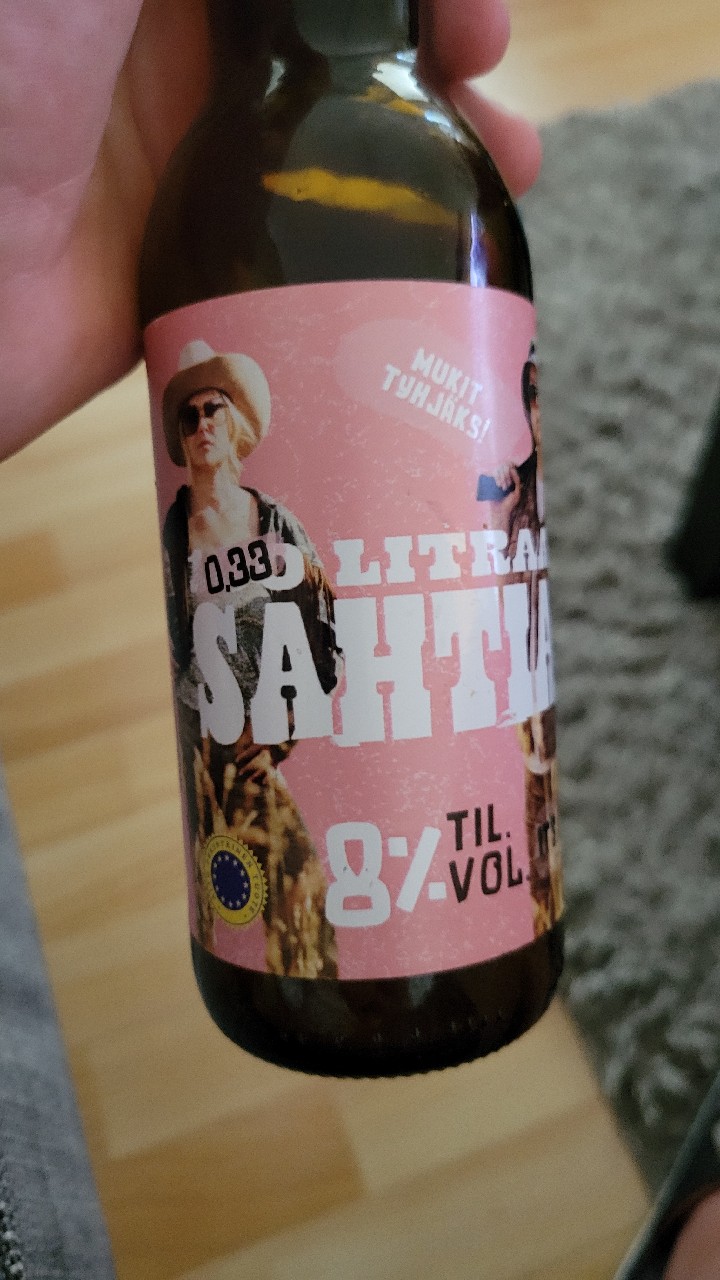 MUKIT
TYHJÄKS!
0,33
LITRAA
SAHTIA
8% TIL.
VOL.